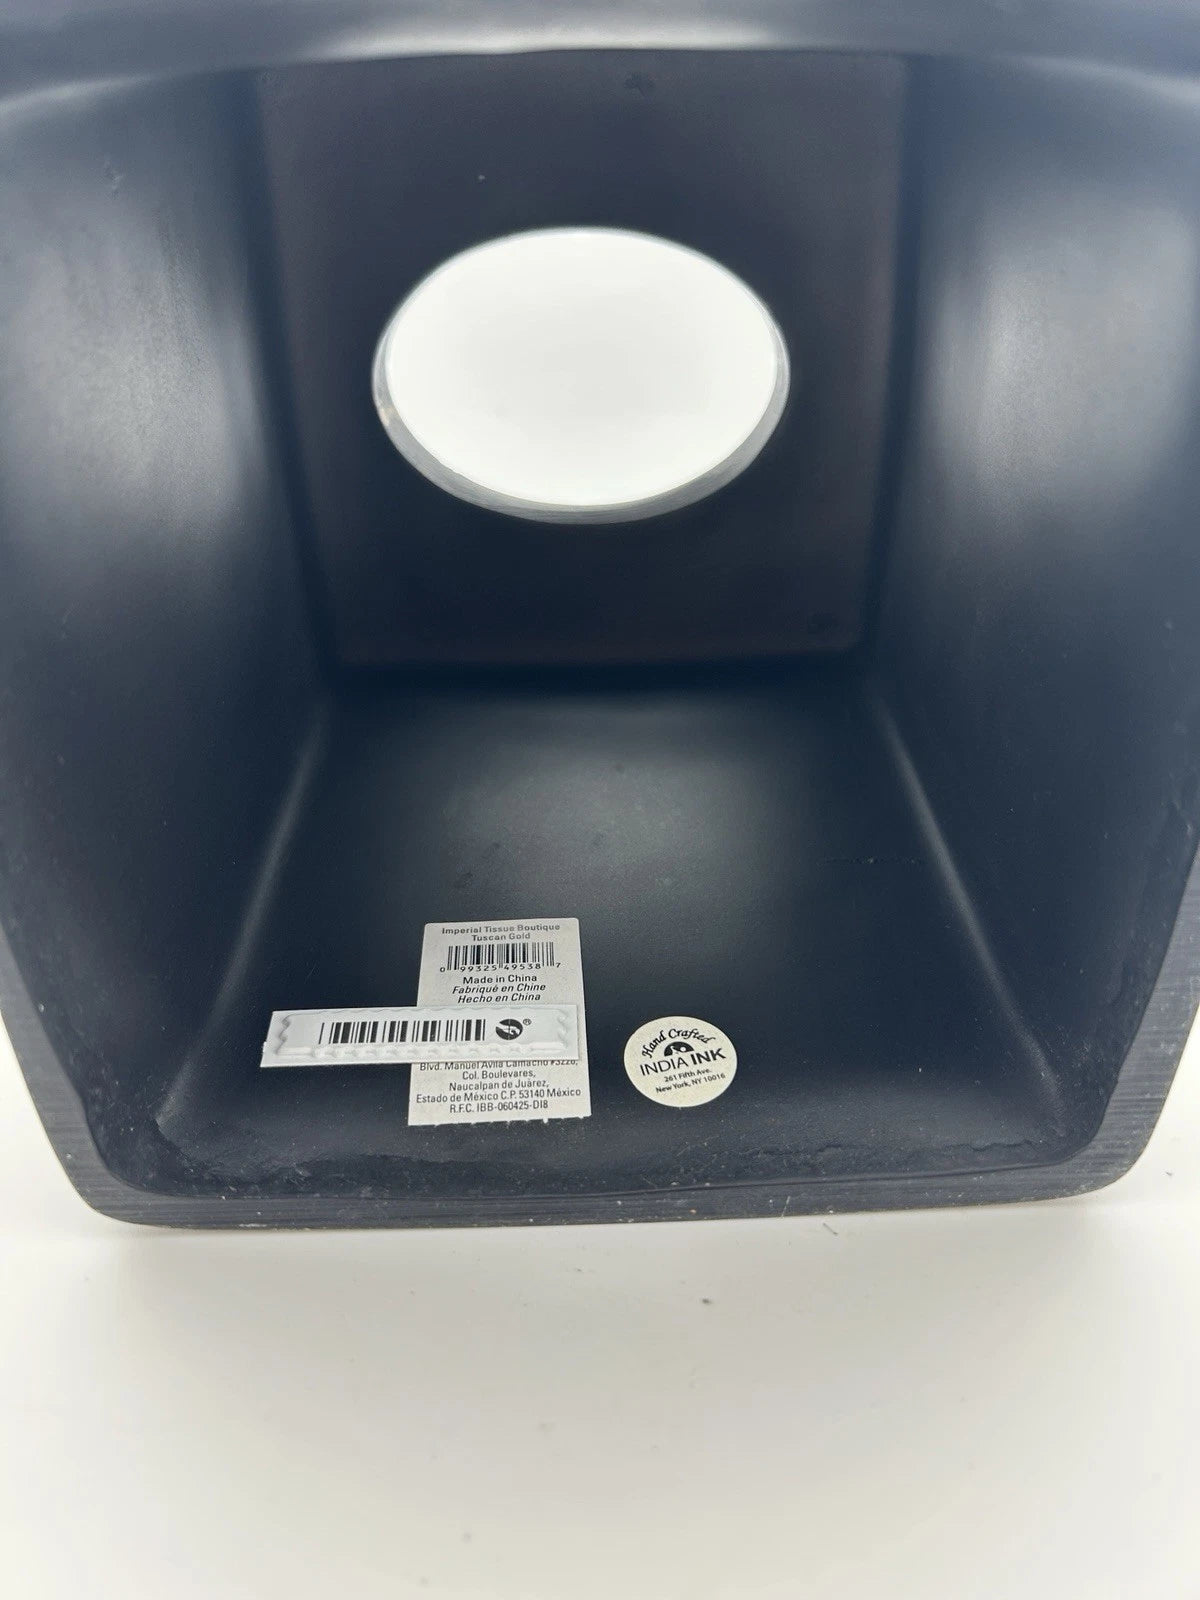 Imperial Tissue Boutique
Tuscan Gold
0 99325 49538 7
Made in China
Fabriqué en Chine
Hecho en China
®
Blvd. Manuel Avila Camacho #3228,
Col. Boulevares,
Naucalpan de Juárez,
Estado de México C.P. 53140 México
R.F.C. IBB-060425-DI8
Hand Crafted
INDIA INK
261 Fifth Ave.
New York, NY 10016